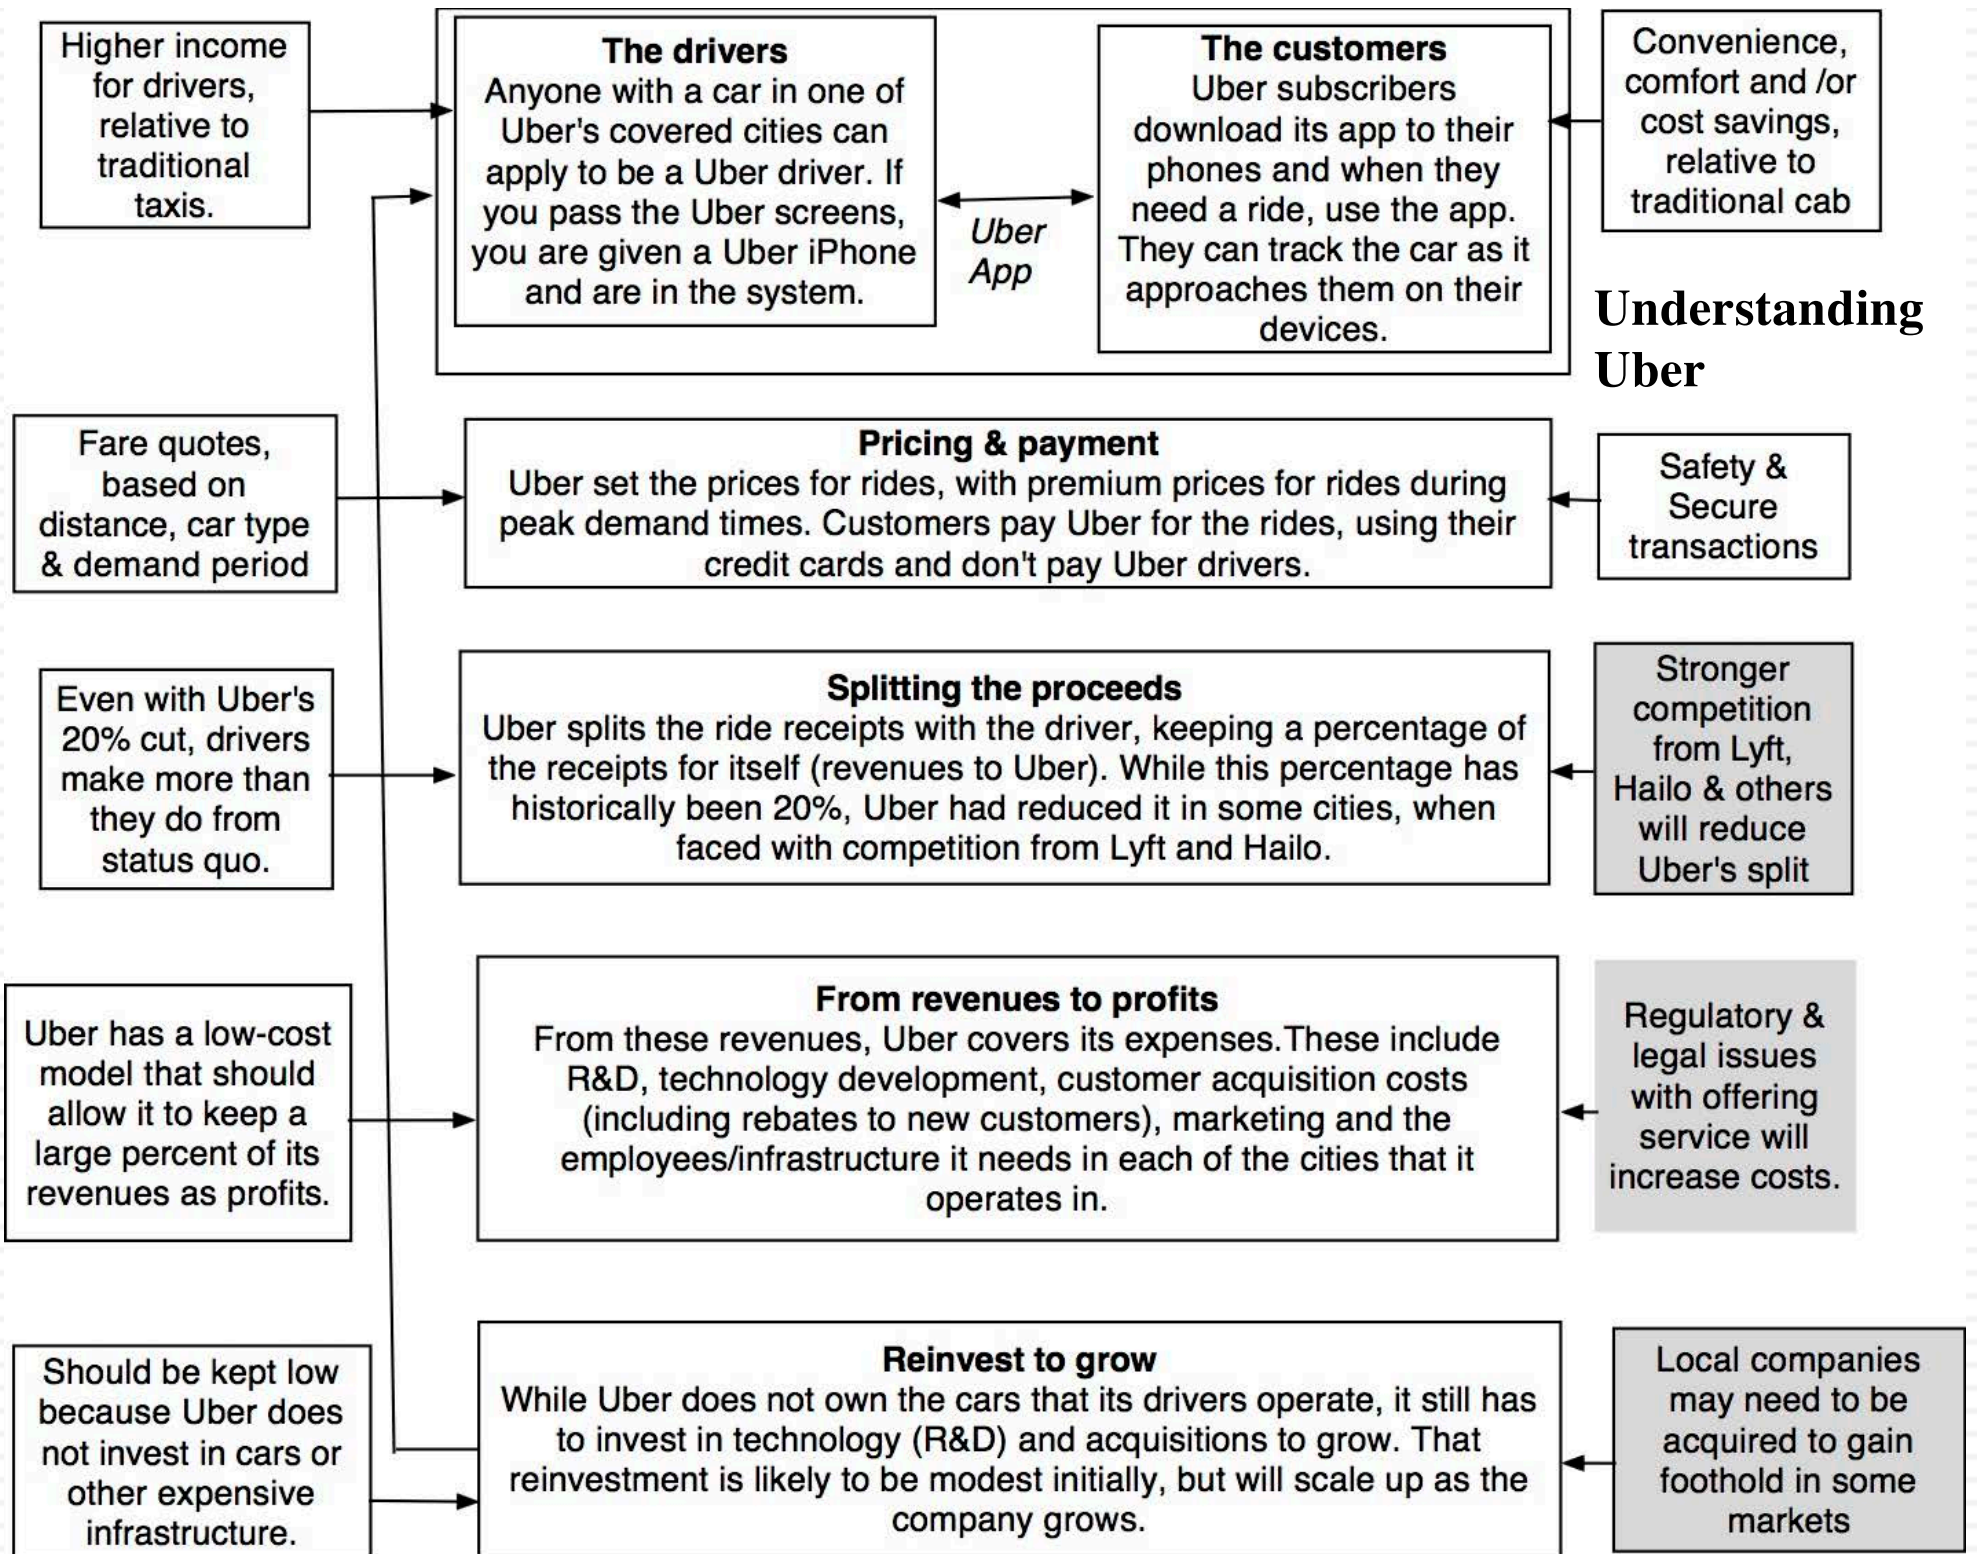 Higher income
for drivers,
relative to
traditional
taxis.
The drivers
Anyone with a car in one of
Uber's covered cities can
apply to be a Uber driver. If
you pass the Uber screens,
you are given a Uber iPhone
and are in the system.
Uber
App
The customers
Uber subscribers
download its app to their
phones and when they
need a ride, use the app.
They can track the car as it
approaches them on their
devices.
Convenience,
comfort and /or
cost savings,
relative to
traditional cab
Understanding
Uber
Fare quotes,
based on
distance, car type
& demand period
Pricing & payment
Uber set the prices for rides, with premium prices for rides during
peak demand times. Customers pay Uber for the rides, using their
credit cards and don't pay Uber drivers.
Safety &
Secure
transactions
Even with Uber's
20% cut, drivers
make more than
they do from
status quo.
Splitting the proceeds
Uber splits the ride receipts with the driver, keeping a percentage of
the receipts for itself (revenues to Uber). While this percentage has
historically been 20%, Uber had reduced it in some cities, when
faced with competition from Lyft and Hailo.
Stronger
competition
from Lyft,
Hailo & others
will reduce
Uber's split
Uber has a low-cost
model that should
allow it to keep a
large percent of its
revenues as profits.
From revenues to profits
From these revenues, Uber covers its expenses.These include
R&D, technology development, customer acquisition costs
(including rebates to new customers), marketing and the
employees/infrastructure it needs in each of the cities that it
operates in.
Regulatory &
legal issues
with offering
service will
increase costs.
Should be kept low
because Uber does
not invest in cars or
other expensive
infrastructure.
Reinvest to grow
While Uber does not own the cars that its drivers operate, it still has
to invest in technology (R&D) and acquisitions to grow. That
reinvestment is likely to be modest initially, but will scale up as the
company grows.
Local companies
may need to be
acquired to gain
foothold in some
markets